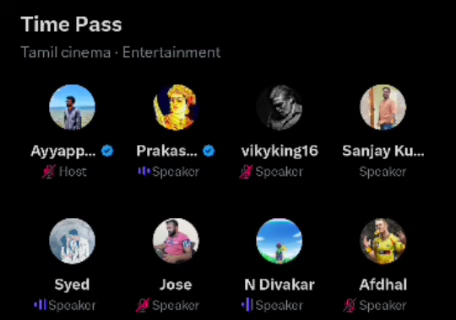 Time Pass
Tamil cinema · Entertainment
Ayyapp... Prakas... vikyking16 Sanjay Ku...
Host Speaker Speaker Speaker
Syed Jose N Divakar Afdhal
Speaker Speaker Speaker Speaker